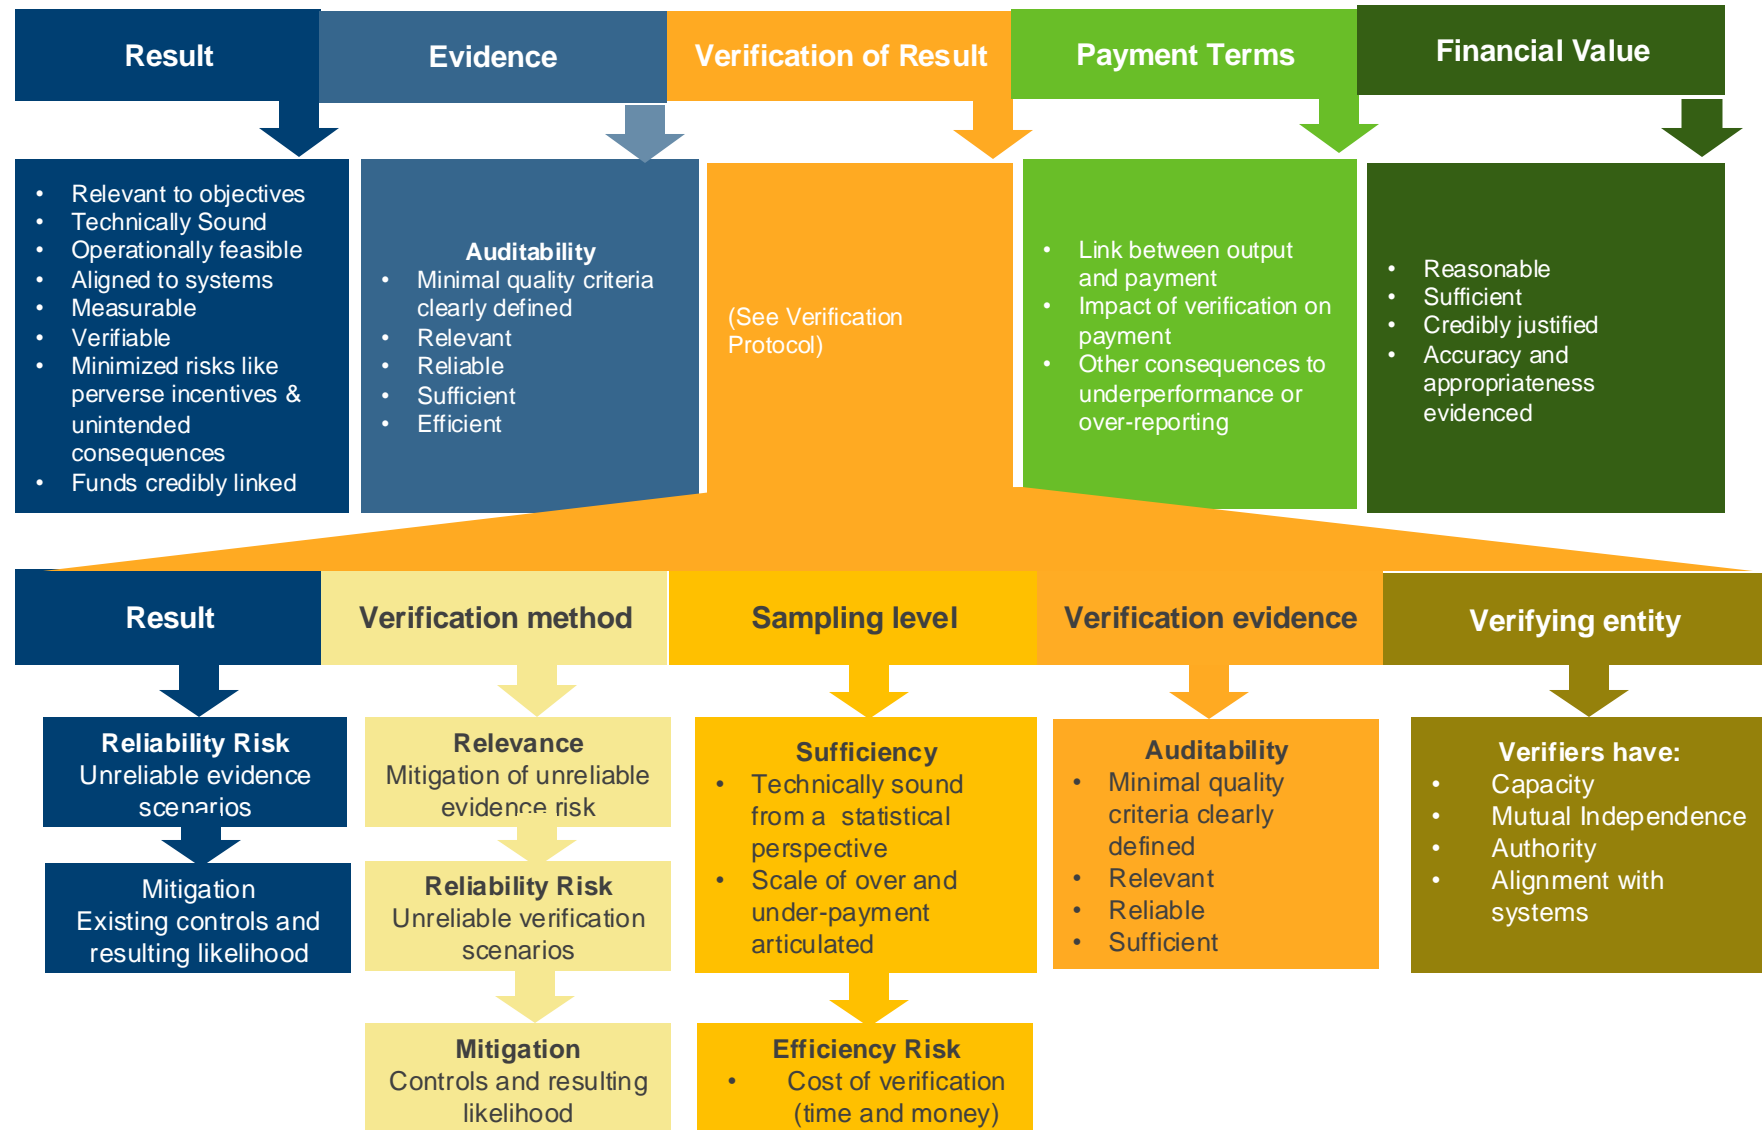 Result
Evidence
Verification of Result
Payment Terms
Financial Value
• Relevant to objectives
• Technically Sound
• Operationally feasible
• Aligned to systems
• Measurable
• Verifiable
• Minimized risks like
perverse incentives &
unintended
consequences
• Funds credibly linked
Auditability
• Minimal quality criteria
clearly defined
• Relevant
• Reliable
• Sufficient
• Efficient
(See Verification
Protocol)
• Link between output
and payment
• Impact of verification on
payment
• Other consequences to
underperformance or
over-reporting
• Reasonable
• Sufficient
• Credibly justified
• Accuracy and
appropriateness
evidenced
Result
Verification method
Sampling level
Verification evidence
Verifying entity
Reliability Risk
Unreliable evidence
scenarios
Mitigation
Existing controls and
resulting likelihood
Relevance
Mitigation of unreliable
evidence risk
Reliability Risk
Unreliable verification
scenarios
Mitigation
Controls and resulting
likelihood
Sufficiency
• Technically sound
from a statistical
perspective
• Scale of over and
under-payment
articulated
Efficiency Risk
• Cost of verification
(time and money)
Auditability
• Minimal quality
criteria clearly
defined
• Relevant
• Reliable
• Sufficient
Verifiers have:
• Capacity
• Mutual Independence
• Authority
• Alignment with
systems